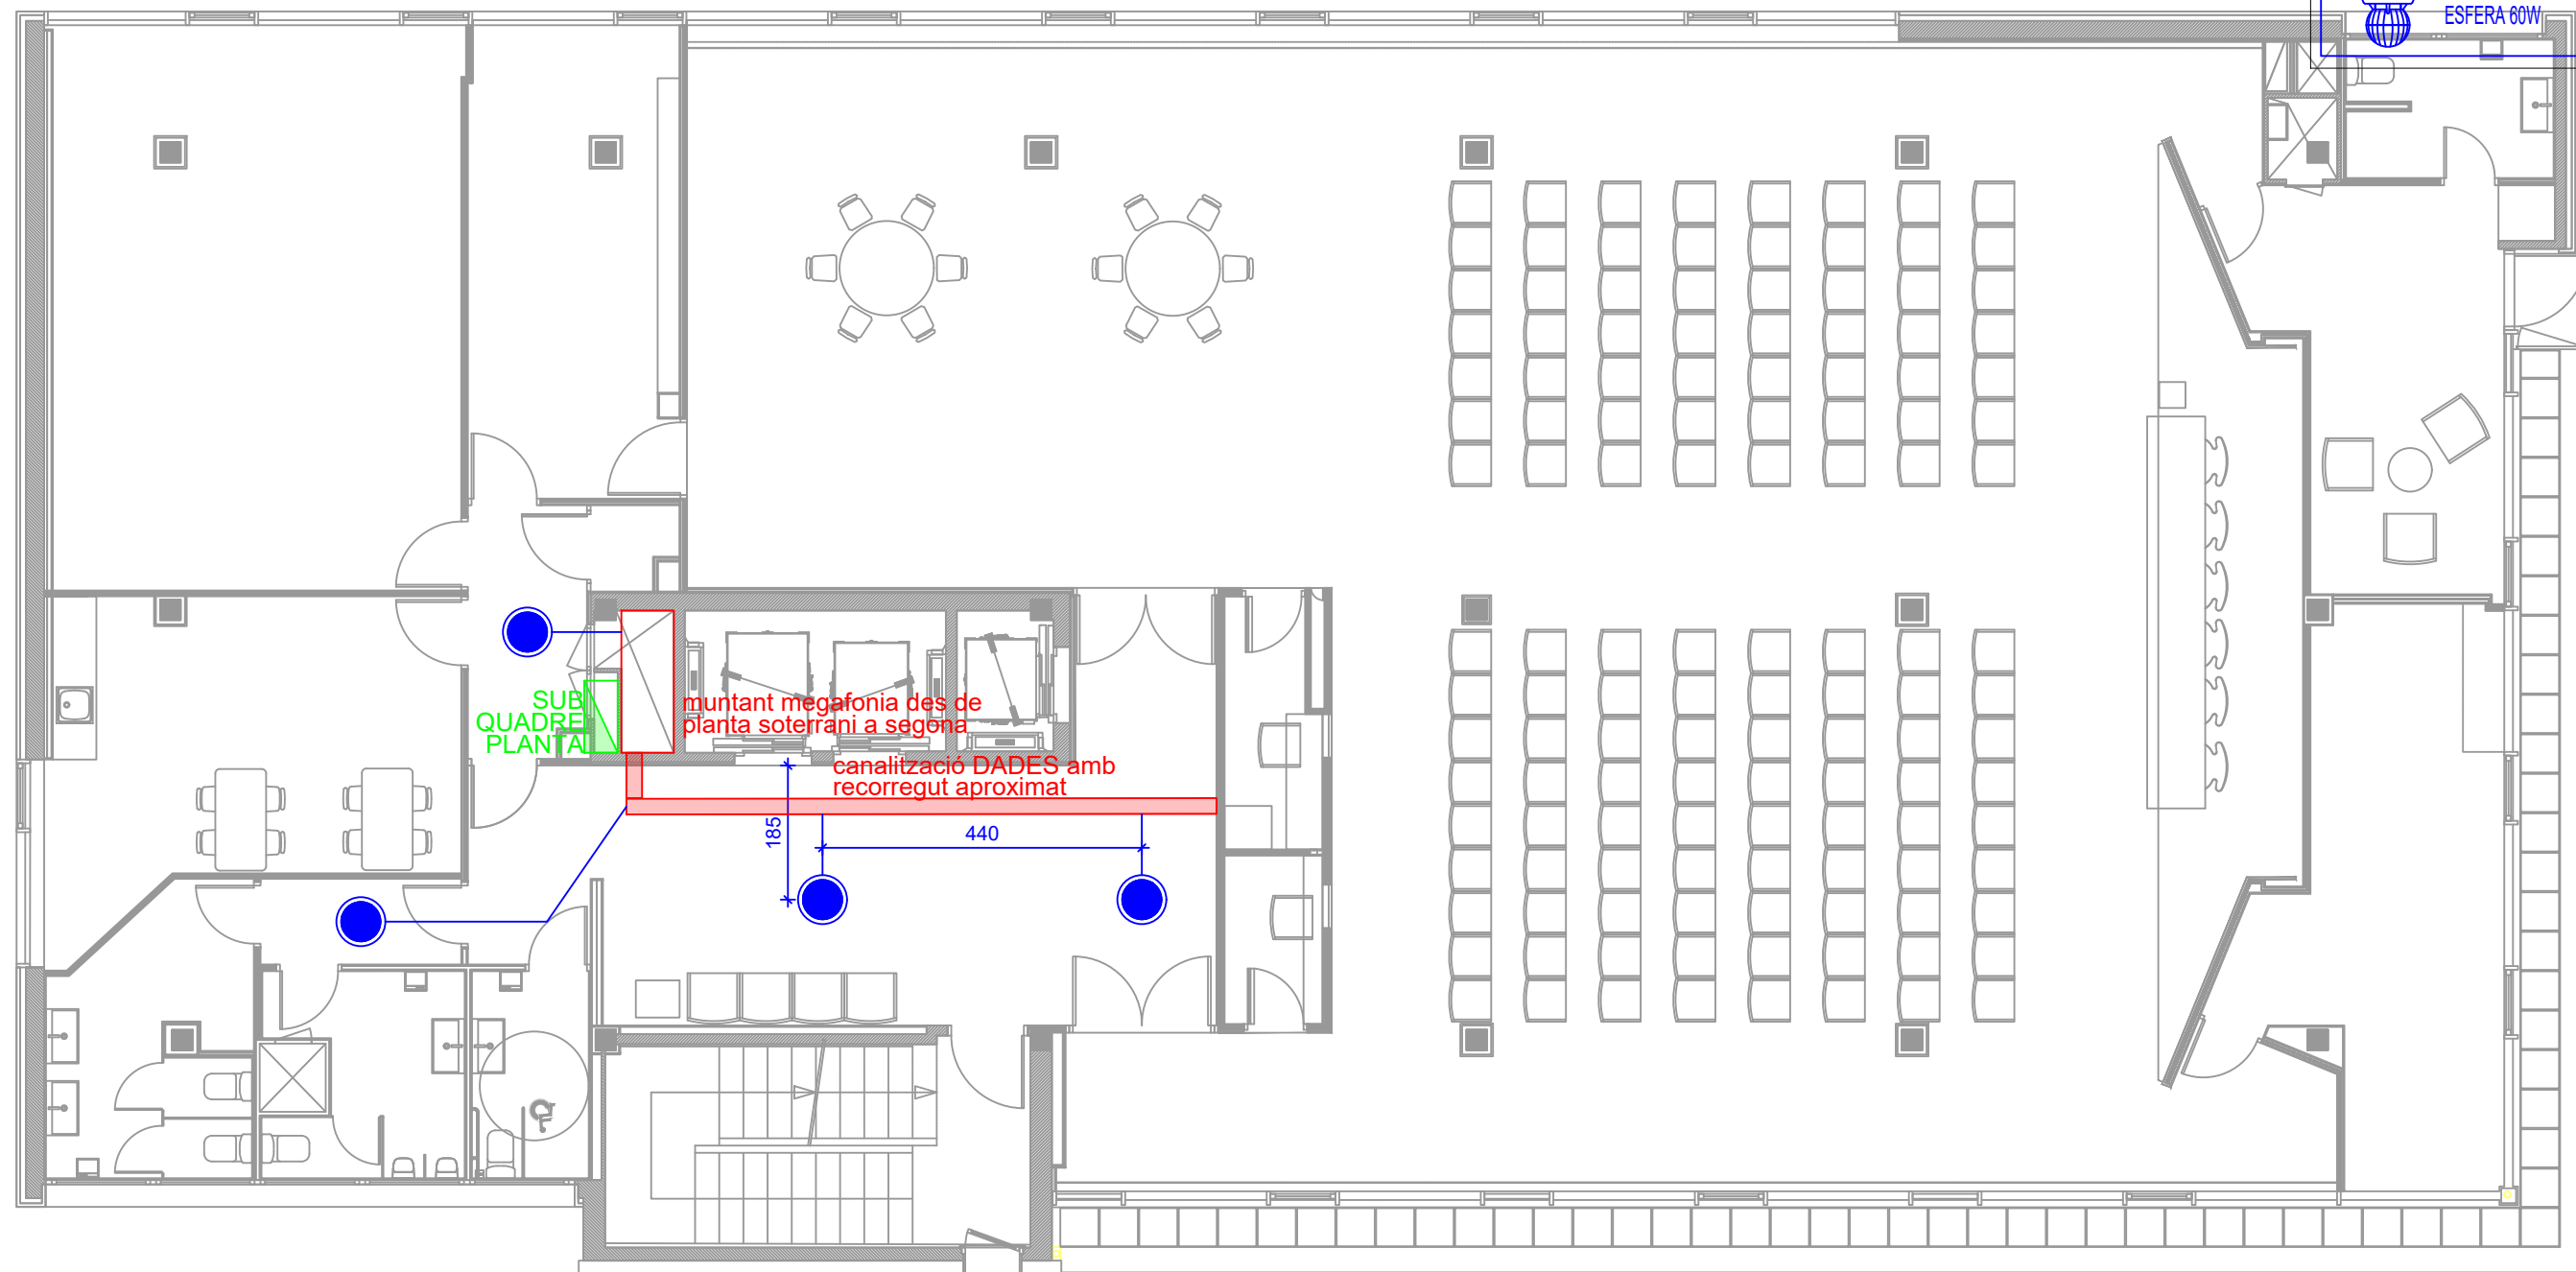 ESFERA 60W
SUB
QUADRE
PLANTA
muntant megafonia des de
planta soterrani a segona
canalització DADES amb
recorregut aproximat
185
440